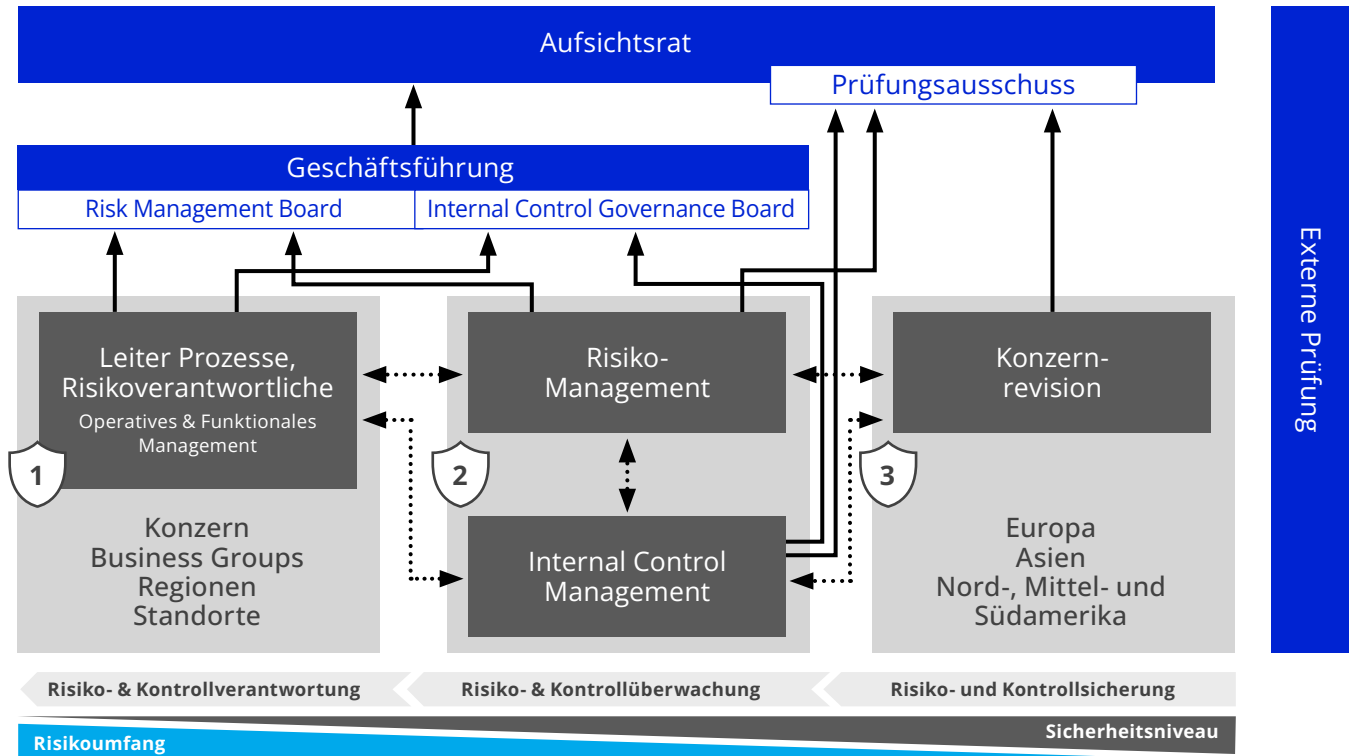 Aufsichtsrat
Prüfungsausschuss
Geschäftsführung
Risk Management Board
Internal Control Governance Board
Externe Prüfung
Leiter Prozesse,
Risikoverantwortliche
Operatives & Funktionales
Management
1
Konzern
Business Groups
Regionen
Standorte
Risiko-
Management
2
Internal Control
Management
Konzern-
revision
3
Europa
Asien
Nord-, Mittel- und
Südamerika
Risiko- & Kontrollverantwortung
Risiko- & Kontrollüberwachung
Risiko- und Kontrollsicherung
Sicherheitsniveau
Risikoumfang